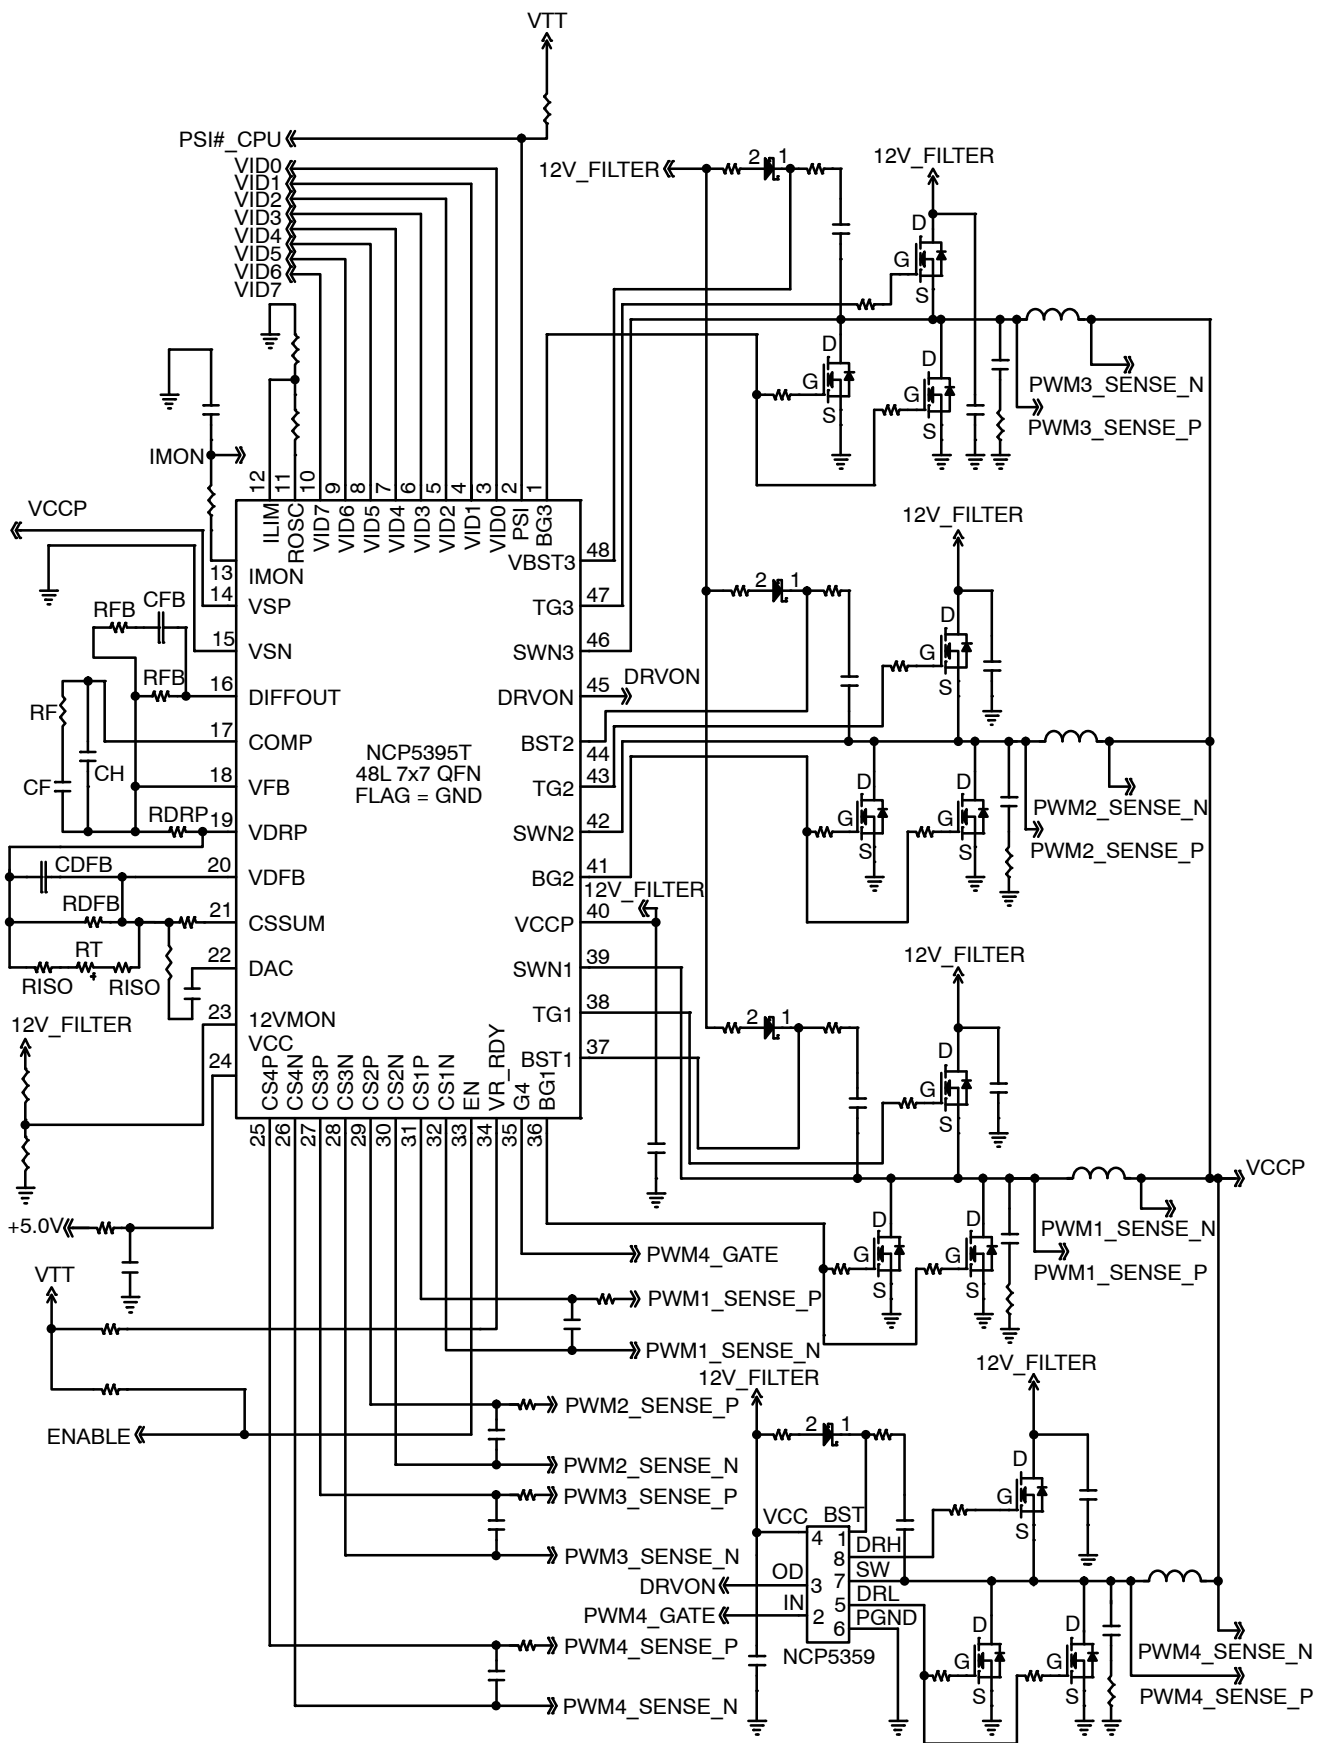 VTT
PSI#_CPU
VID0
VID1
VID2
VID3
VID4
VID5
VID6
VID7
12V_FILTER
2 1
12V_FILTER
D
G
S
D
G
S
D
G
S
PWM3_SENSE_N
PWM3_SENSE_P
IMON
VCCP
12 11 10 9 8 7 6 5 4 3 2 1
ILIM
ROSC
VID7
VID6
VID5
VID4
VID3
VID2
VID1
VID0
PSI
BG3
13 IMON
14 VSP
15 VSN
16 DIFFOUT
17 COMP
18 VFB
19 VDRP
20 VDFB
21 CSSUM
22 DAC
23 12VMON
VCC
24
NCP5395T
48L 7x7 QFN
FLAG = GND
VBST3 48
TG3 47
SWN3 46
DRVON 45
DRVON
BST2 44
TG2 43
SWN2 42
BG2 41
12V_FILTER
VCCP 40
SWN1 39
TG1 38
BST1 37
RFB CFB
RFB
RF
CF
CH
RDRP
CDFB
RDFB
RT
RISO RISO
12V_FILTER
+5.0V
VTT
ENABLE
CS4P
CS4N
CS3P
CS3N
CS2P
CS2N
CS1P
CS1N
EN
VR_RDY
G4
BG1
25 26 27 28 29 30 31 32 33 34 35 36
12V_FILTER
2 1
D
G
S
D
G
S
D
G
S
PWM2_SENSE_N
PWM2_SENSE_P
12V_FILTER
2 1
D
G
S
VCCP
D
G
S
D
G
S
PWM1_SENSE_N
PWM1_SENSE_P
PWM4_GATE
PWM1_SENSE_P
PWM1_SENSE_N
PWM2_SENSE_P
PWM2_SENSE_N
PWM3_SENSE_P
PWM3_SENSE_N
DRVON
PWM4_GATE
PWM4_SENSE_P
PWM4_SENSE_N
12V_FILTER
2 1
12V_FILTER
D
G
S
VCC BST
4 1
DRH
8
OD SW
3 7
IN DRL
2 5
PGND
6
NCP5359
D
G
S
D
G
S
PWM4_SENSE_N
PWM4_SENSE_P